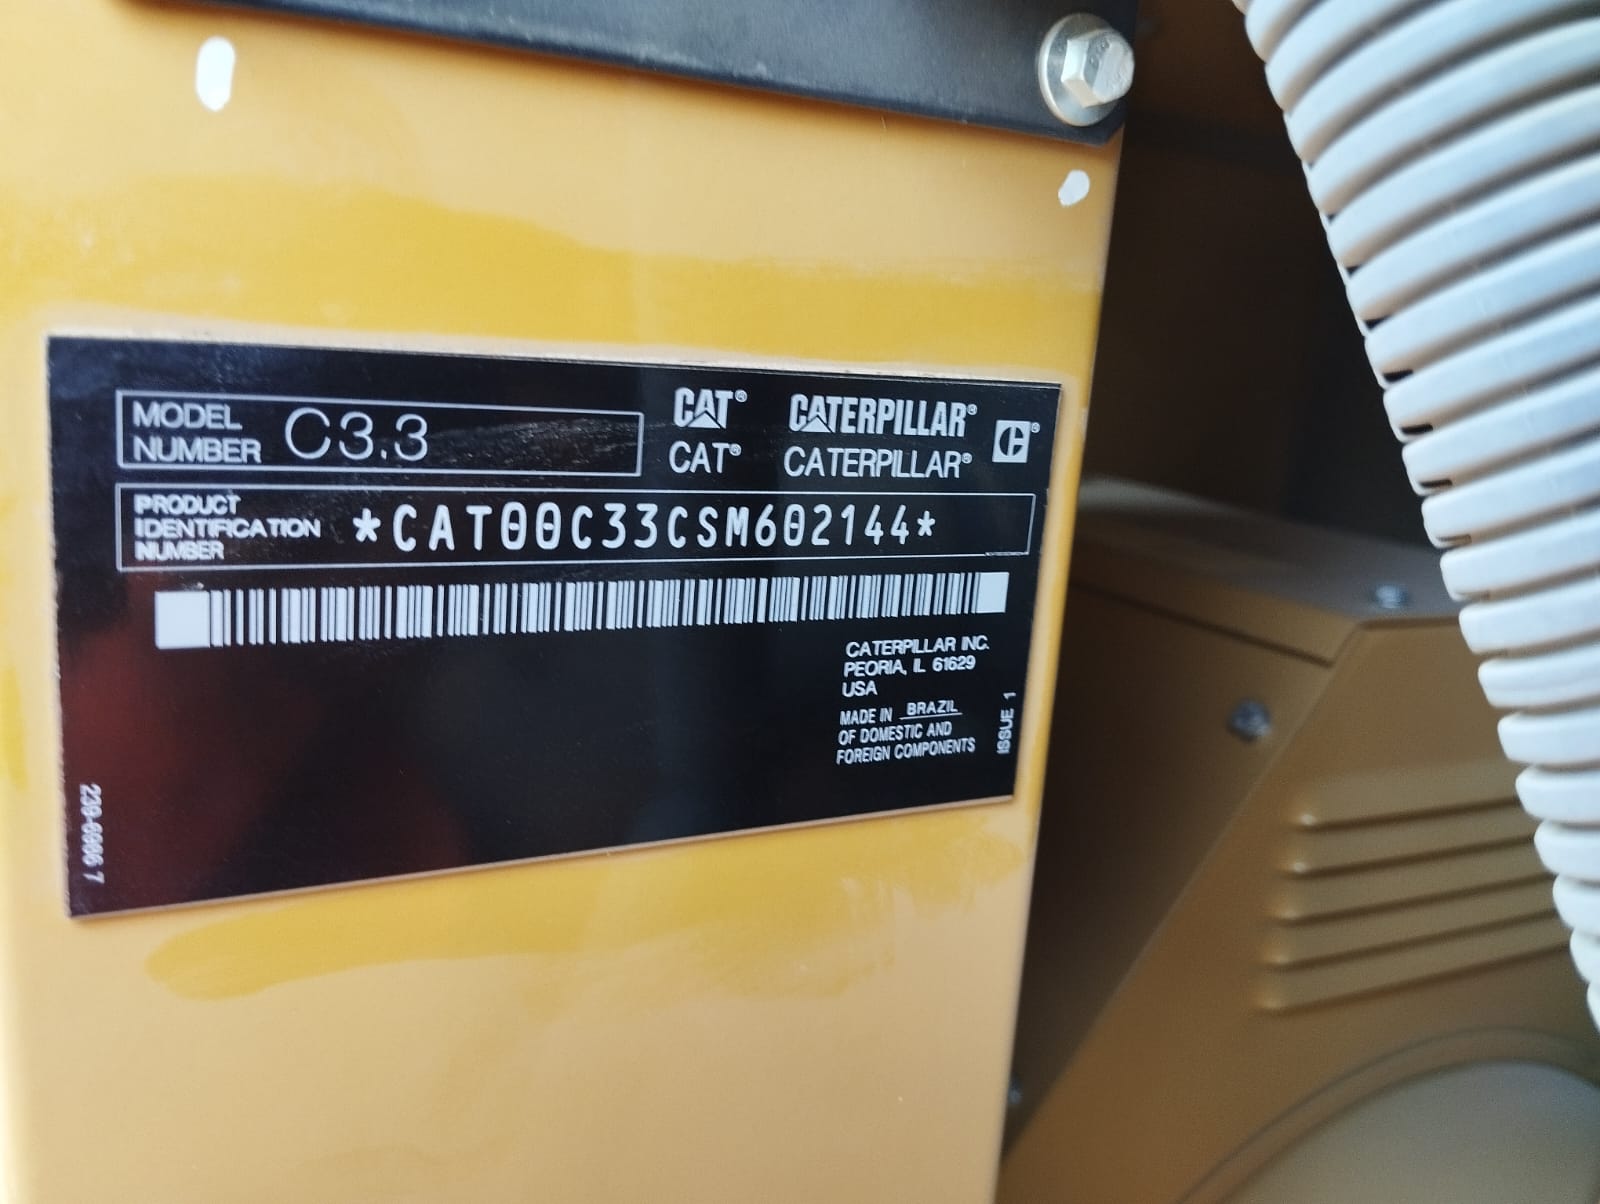 MODEL NUMBER C3.3
CAT® CATERPILLAR®
CAT® CATERPILLAR®
PRODUCT IDENTIFICATION NUMBER *CAT00C33CSM602144*
CATERPILLAR INC.
PEORIA, IL 61629
USA
MADE IN BRAZIL
OF DOMESTIC AND
FOREIGN COMPONENTS
ISSUE 1